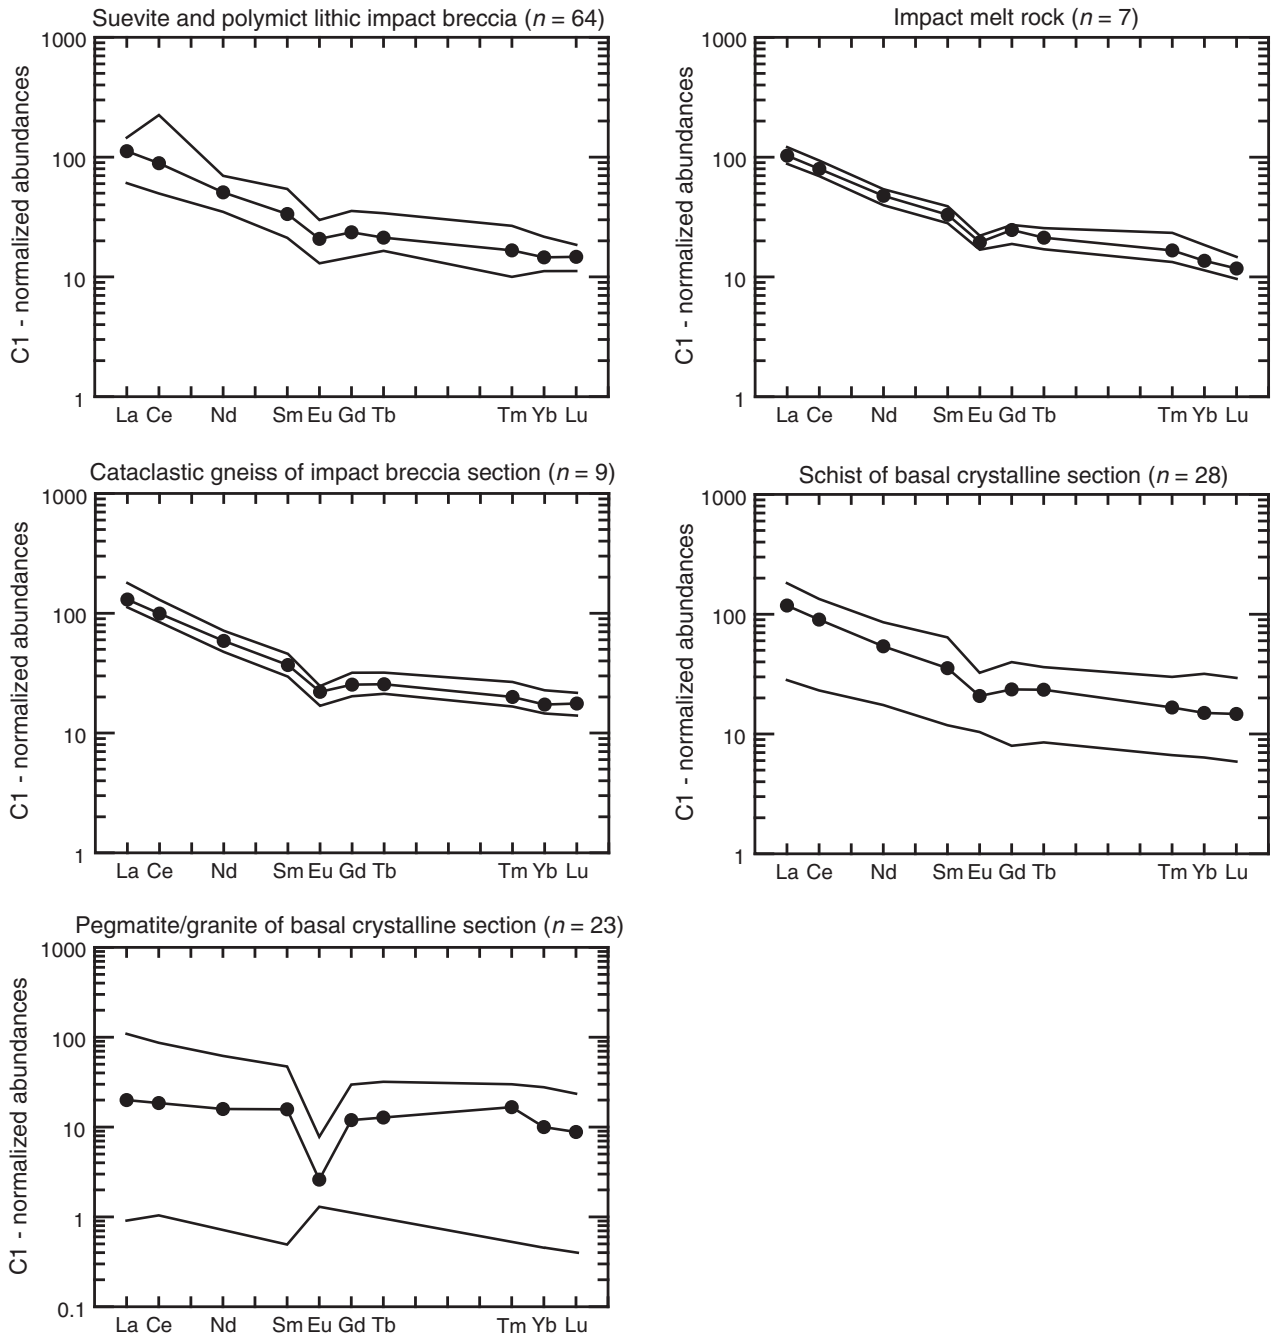 Suevite and polymict lithic impact breccia (n = 64)
C1 - normalized abundances
1000
100
10
1
La Ce Nd Sm Eu Gd Tb Tm Yb Lu
Impact melt rock (n = 7)
C1 - normalized abundances
1000
100
10
1
La Ce Nd Sm Eu Gd Tb Tm Yb Lu
Cataclastic gneiss of impact breccia section (n = 9)
C1 - normalized abundances
1000
100
10
1
La Ce Nd Sm Eu Gd Tb Tm Yb Lu
Schist of basal crystalline section (n = 28)
C1 - normalized abundances
1000
100
10
1
La Ce Nd Sm Eu Gd Tb Tm Yb Lu
Pegmatite/granite of basal crystalline section (n = 23)
C1 - normalized abundances
1000
100
10
1
0.1
La Ce Nd Sm Eu Gd Tb Tm Yb Lu